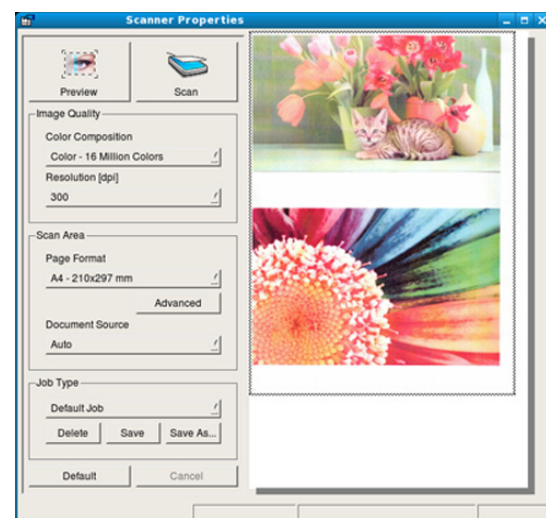 Scanner Properties
Preview
Scan
Image Quality
Color Composition
Color - 16 Million Colors
Resolution [dpi]
300
Scan Area
Page Format
A4 - 210x297 mm
Advanced
Document Source
Auto
Job Type
Default Job
Delete
Save
Save As...
Default
Cancel